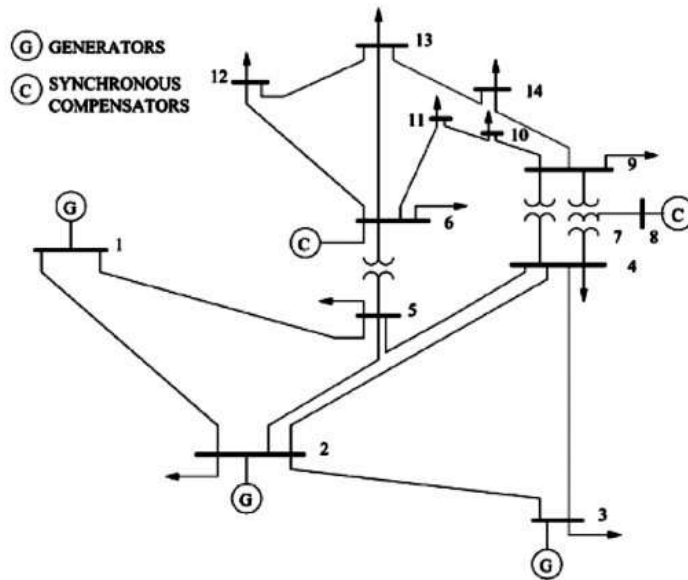 G GENERATORS
C SYNCHRONOUS
COMPENSATORS
13
12
14
11
10
9
G
C
6
7
8
C
1
4
5
2
G
3
G